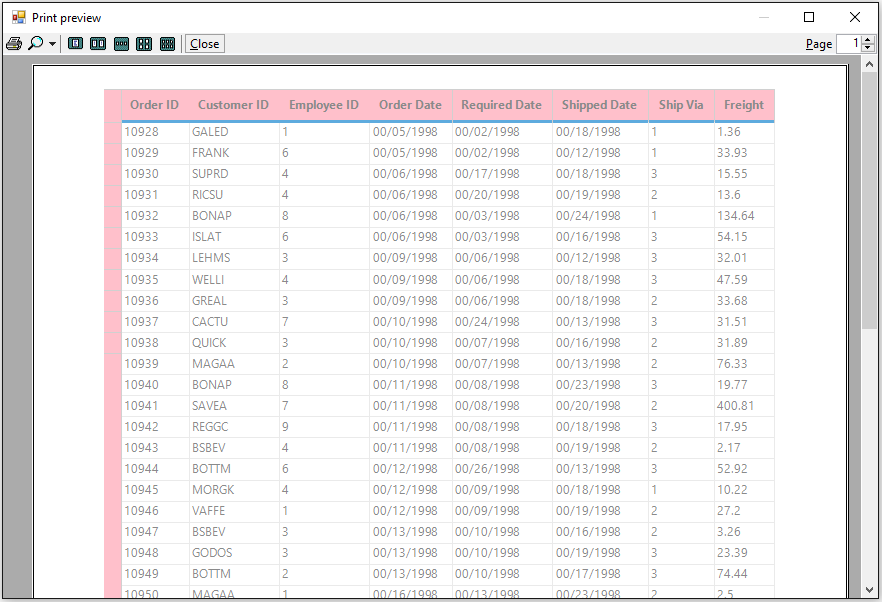 Print preview
Close Page 1
Order ID Customer ID Employee ID Order Date Required Date Shipped Date Ship Via Freight
10928 GALED 1 00/05/1998 00/02/1998 00/18/1998 1 1.36
10929 FRANK 6 00/05/1998 00/02/1998 00/12/1998 1 33.93
10930 SUPRD 4 00/06/1998 00/17/1998 00/18/1998 3 15.55
10931 RICSU 4 00/06/1998 00/20/1998 00/19/1998 2 13.6
10932 BONAP 8 00/06/1998 00/03/1998 00/24/1998 1 134.64
10933 ISLAT 6 00/06/1998 00/03/1998 00/16/1998 3 54.15
10934 LEHMS 3 00/09/1998 00/06/1998 00/12/1998 3 32.01
10935 WELLI 4 00/09/1998 00/06/1998 00/18/1998 3 47.59
10936 GREAL 3 00/09/1998 00/06/1998 00/18/1998 2 33.68
10937 CACTU 7 00/10/1998 00/24/1998 00/13/1998 3 31.51
10938 QUICK 3 00/10/1998 00/07/1998 00/16/1998 2 31.89
10939 MAGAA 2 00/10/1998 00/07/1998 00/13/1998 2 76.33
10940 BONAP 8 00/11/1998 00/08/1998 00/23/1998 3 19.77
10941 SAVEA 7 00/11/1998 00/08/1998 00/20/1998 2 400.81
10942 REGGC 9 00/11/1998 00/08/1998 00/18/1998 3 17.95
10943 BSBEV 4 00/11/1998 00/08/1998 00/19/1998 2 2.17
10944 BOTTM 6 00/12/1998 00/26/1998 00/13/1998 3 52.92
10945 MORGK 4 00/12/1998 00/09/1998 00/18/1998 1 10.22
10946 VAFFE 1 00/12/1998 00/09/1998 00/19/1998 2 27.2
10947 BSBEV 3 00/13/1998 00/10/1998 00/16/1998 2 3.26
10948 GODOS 3 00/13/1998 00/10/1998 00/19/1998 3 23.39
10949 BOTTM 2 00/13/1998 00/10/1998 00/17/1998 3 74.44
10950 MAGAA 1 00/16/1998 00/13/1998 00/23/1998 2 2.5